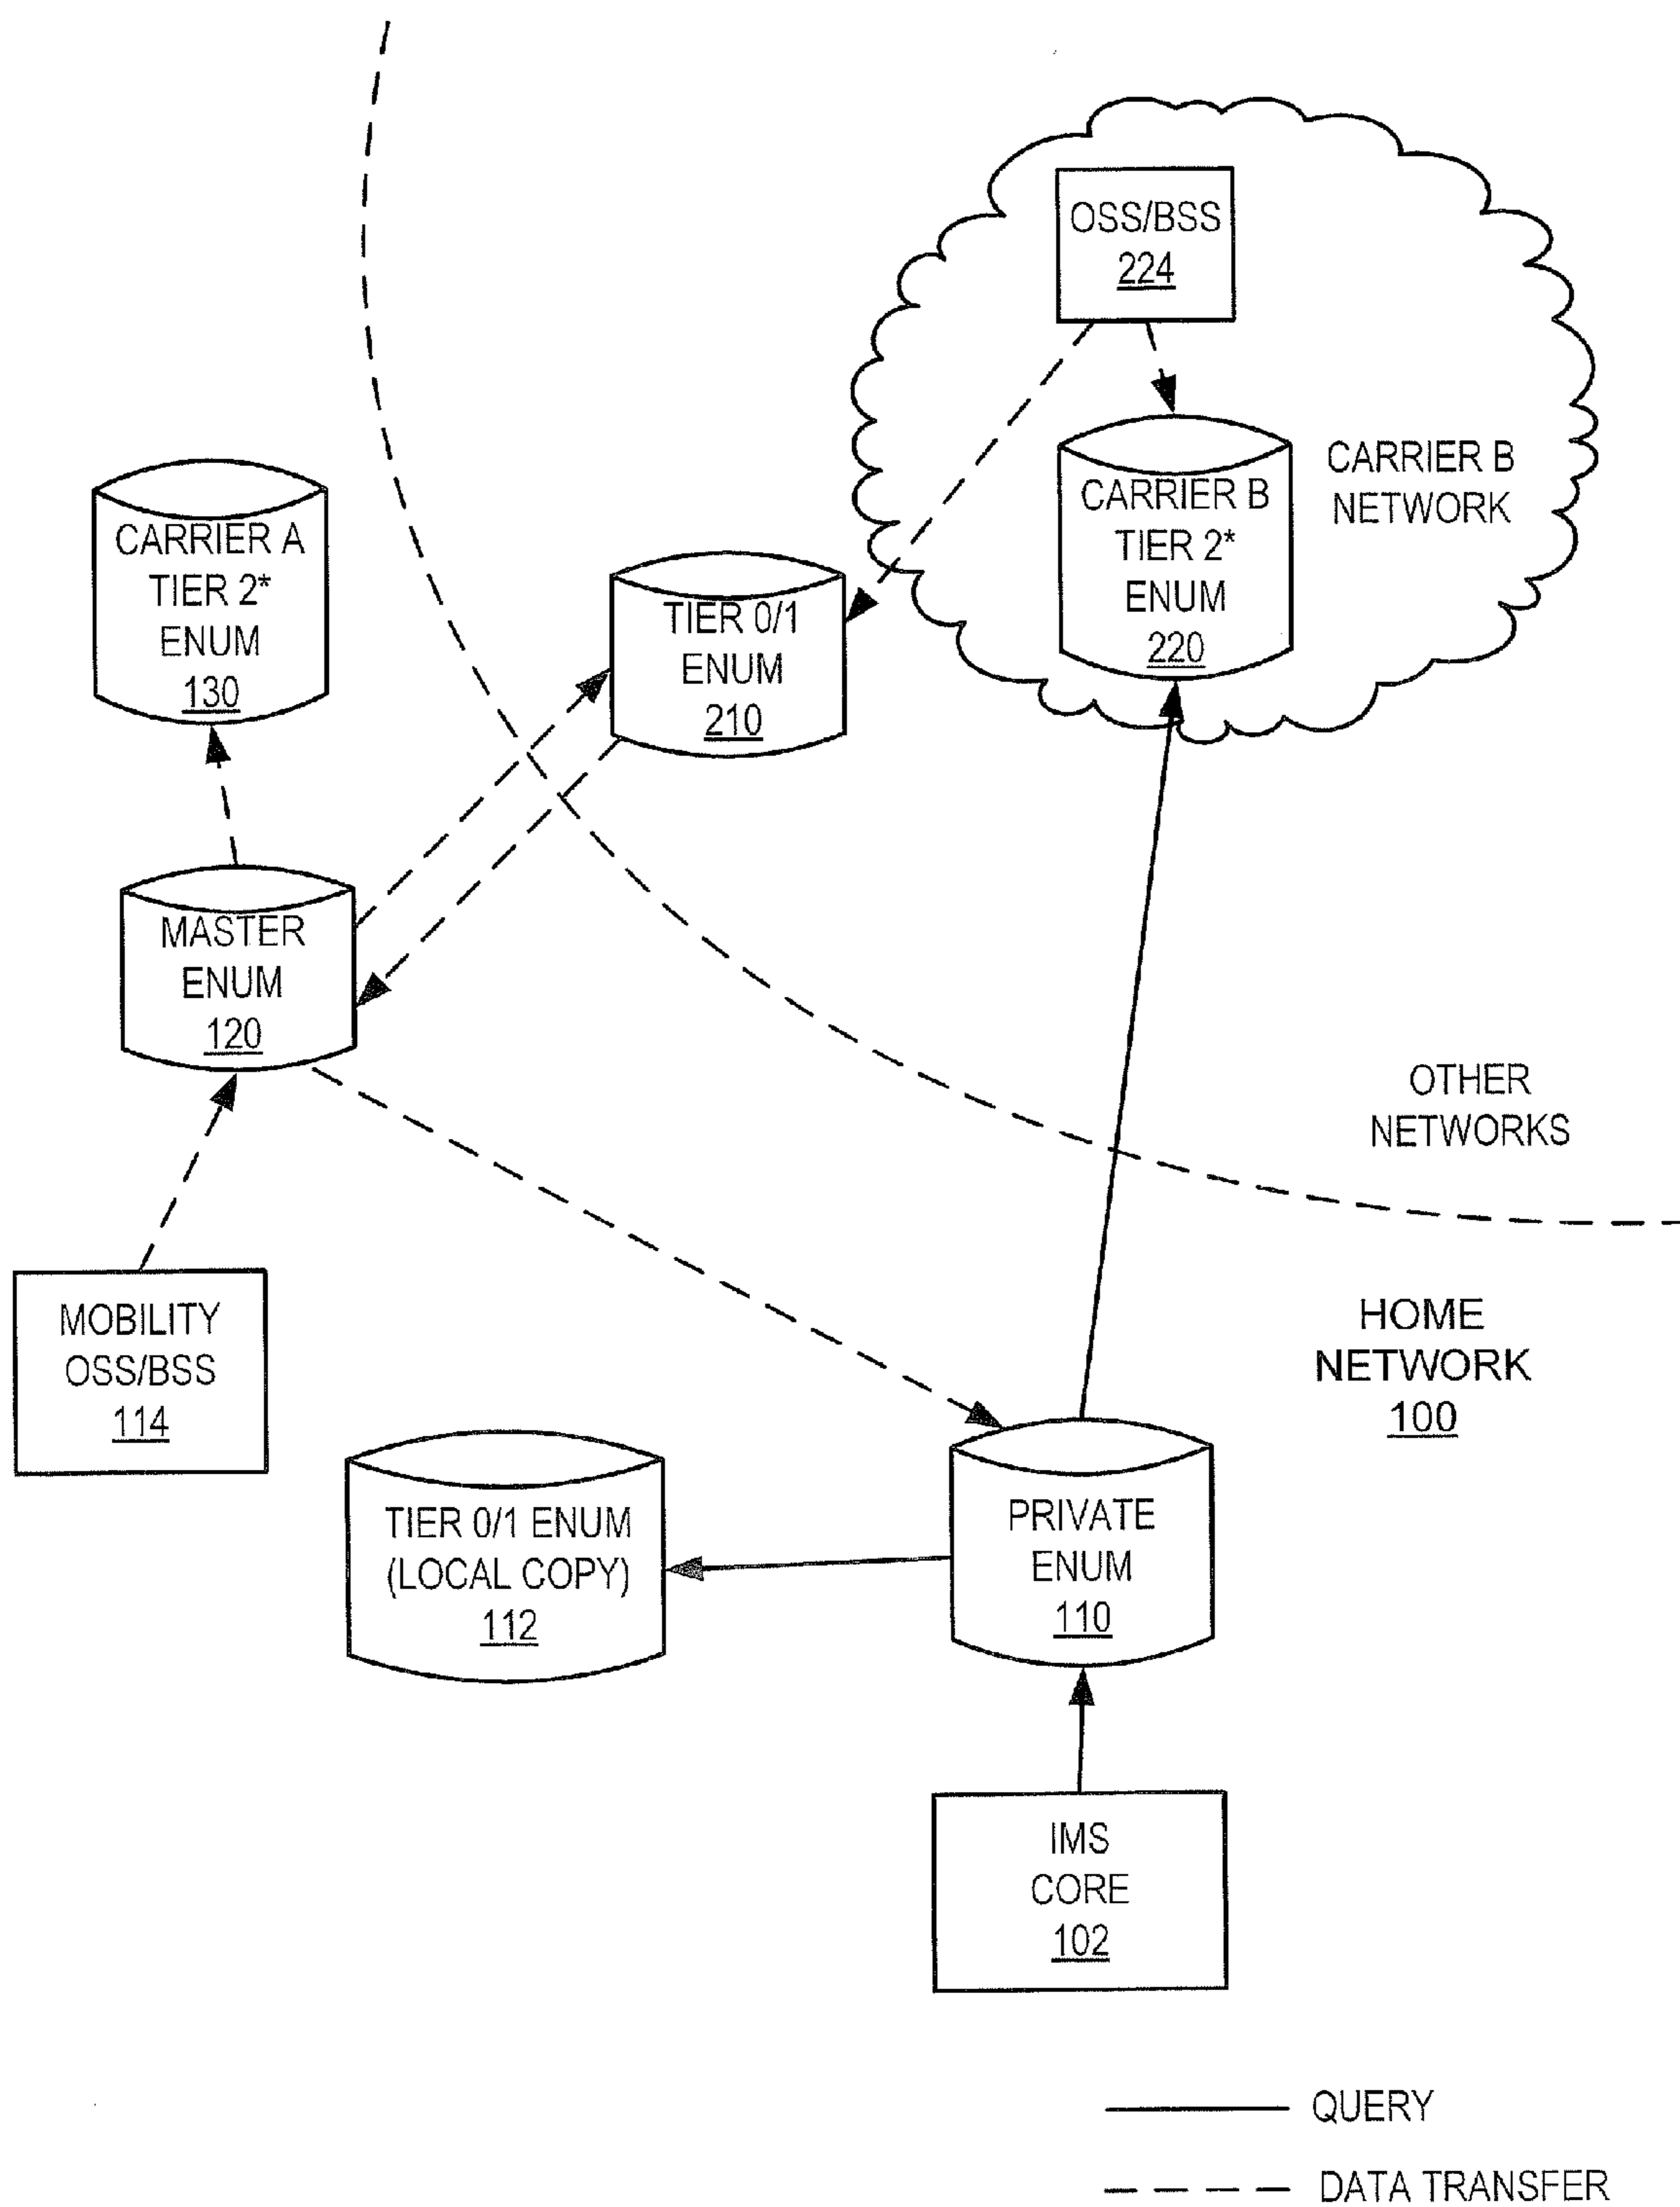 OSS/BSS
224
CARRIER B
TIER 2*
ENUM
220
CARRIER B
NETWORK
CARRIER A
TIER 2*
ENUM
130
TIER 0/1
ENUM
210
MASTER
ENUM
120
OTHER
NETWORKS
MOBILITY
OSS/BSS
114
HOME
NETWORK
100
TIER 0/1 ENUM
(LOCAL COPY)
112
PRIVATE
ENUM
110
IMS
CORE
102
QUERY
DATA TRANSFER